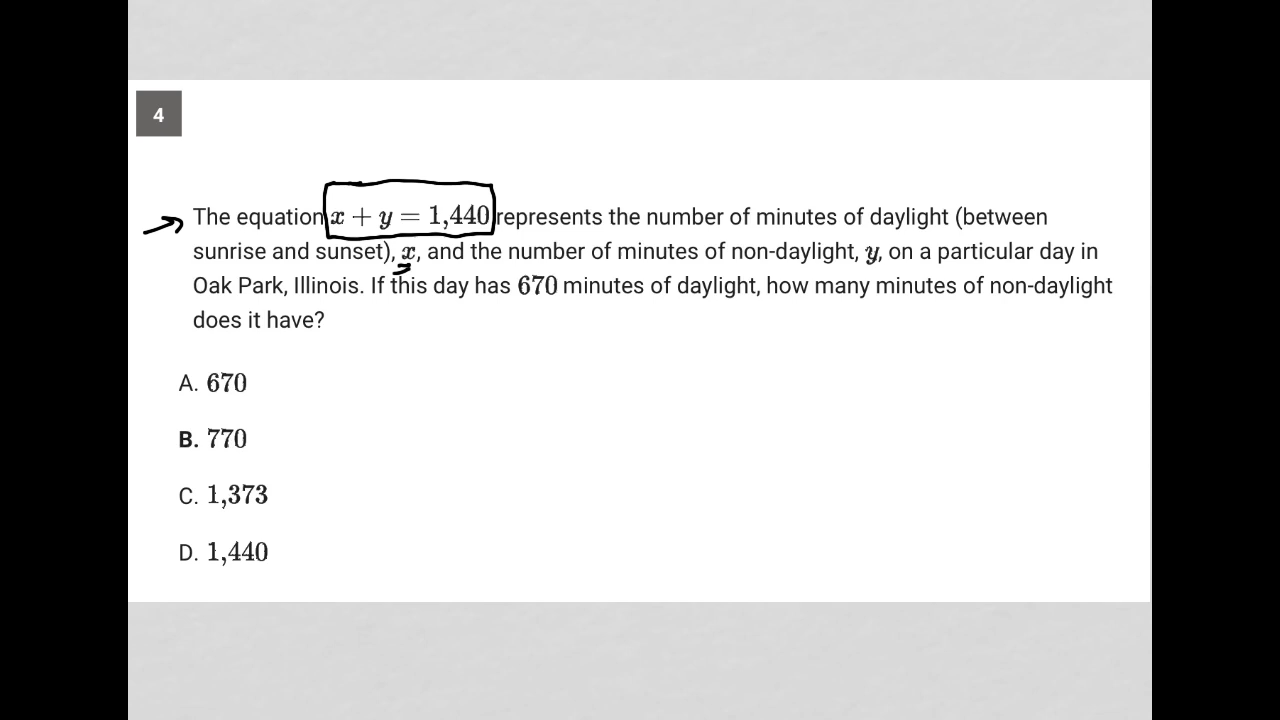 4
The equation x + y = 1,440 represents the number of minutes of daylight (between
sunrise and sunset), x, and the number of minutes of non-daylight, y, on a particular day in
Oak Park, Illinois. If this day has 670 minutes of daylight, how many minutes of non-daylight
does it have?
A. 670
B. 770
C. 1,373
D. 1,440